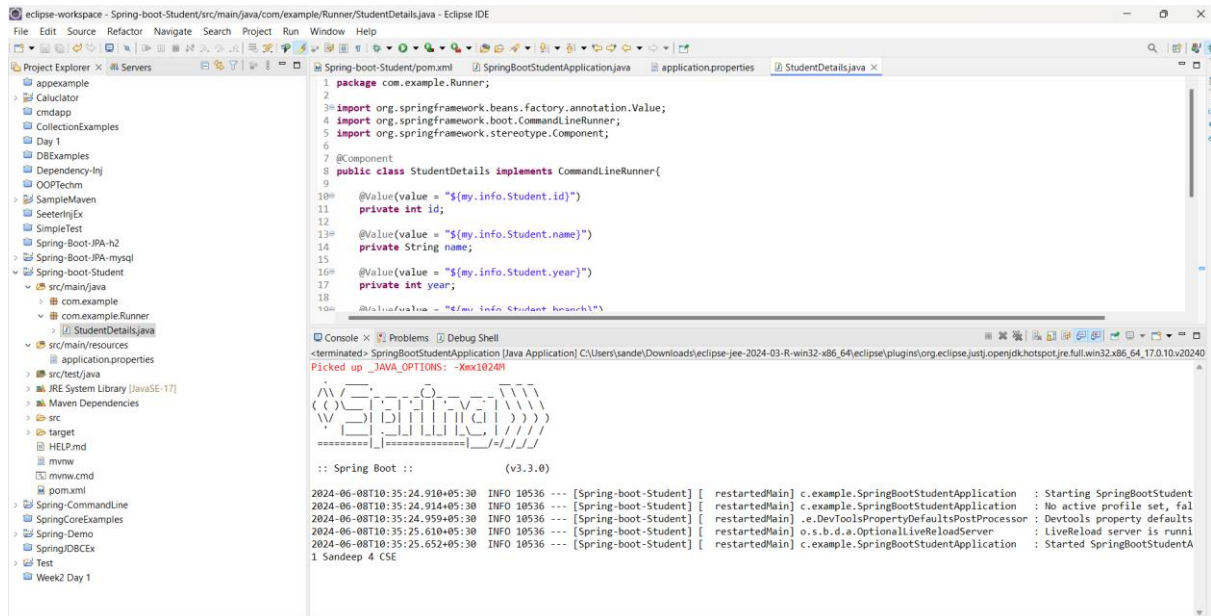 eclipse-workspace - Spring-boot-Student/src/main/java/com/example/Runner/StudentDetails.java - Eclipse IDE
File Edit Source Refactor Navigate Search Project Run Window Help
Project Explorer Servers
appexample
Caluclator
cmdapp
CollectionExamples
Day 1
DBExamples
Dependency-Inj
OOPTechm
SampleMaven
SeeterInjEx
SimpleTest
Spring-Boot-JPA-h2
Spring-Boot-JPA-mysql
Spring-boot-Student
src/main/java
com.example
com.example.Runner
StudentDetails.java
src/main/resources
application.properties
src/test/java
JRE System Library [JavaSE-17]
Maven Dependencies
src
target
HELP.md
mvnw
mvnw.cmd
pom.xml
Spring-CommandLine
SpringCoreExamples
Spring-Demo
SpringJDBCEx
Test
Week2 Day 1
Spring-boot-Student/pom.xml SpringBootStudentApplication.java application.properties StudentDetails.java
1 package com.example.Runner;
2
3 import org.springframework.beans.factory.annotation.Value;
4 import org.springframework.boot.CommandLineRunner;
5 import org.springframework.stereotype.Component;
6
7 @Component
8 public class StudentDetails implements CommandLineRunner{
9
10 @Value(value = "${my.info.Student.id}")
11 private int id;
12
13 @Value(value = "${my.info.Student.name}")
14 private String name;
15
16 @Value(value = "${my.info.Student.year}")
17 private int year;
18
19 @Value(value = "${my.info.Student.branch}")
Console Problems Debug Shell
<terminated> SpringBootStudentApplication [Java Application] C:\Users\sande\Downloads\eclipse-jee-2024-03-R-win32-x86_64\eclipse\plugins\org.eclipse.justj.openjdk.hotspot.jre.full.win32.x86_64_17.0.10.v20240
Picked up _JAVA_OPTIONS: -Xmx1024M
Spring
:: Spring Boot :: (v3.3.0)
2024-06-08T10:35:24.910+05:30 INFO 10536 --- [Spring-boot-Student] [ restartedMain] c.example.SpringBootStudentApplication : Starting SpringBootStudent
2024-06-08T10:35:24.914+05:30 INFO 10536 --- [Spring-boot-Student] [ restartedMain] c.example.SpringBootStudentApplication : No active profile set, fal
2024-06-08T10:35:24.959+05:30 INFO 10536 --- [Spring-boot-Student] [ restartedMain] .e.DevToolsPropertyDefaultsPostProcessor : Devtools property defaults
2024-06-08T10:35:25.610+05:30 INFO 10536 --- [Spring-boot-Student] [ restartedMain] o.s.b.d.a.OptionalLiveReloadServer : LiveReload server is runni
2024-06-08T10:35:25.652+05:30 INFO 10536 --- [Spring-boot-Student] [ restartedMain] c.example.SpringBootStudentApplication : Started SpringBootStudentA
1 Sandeep 4 CSE